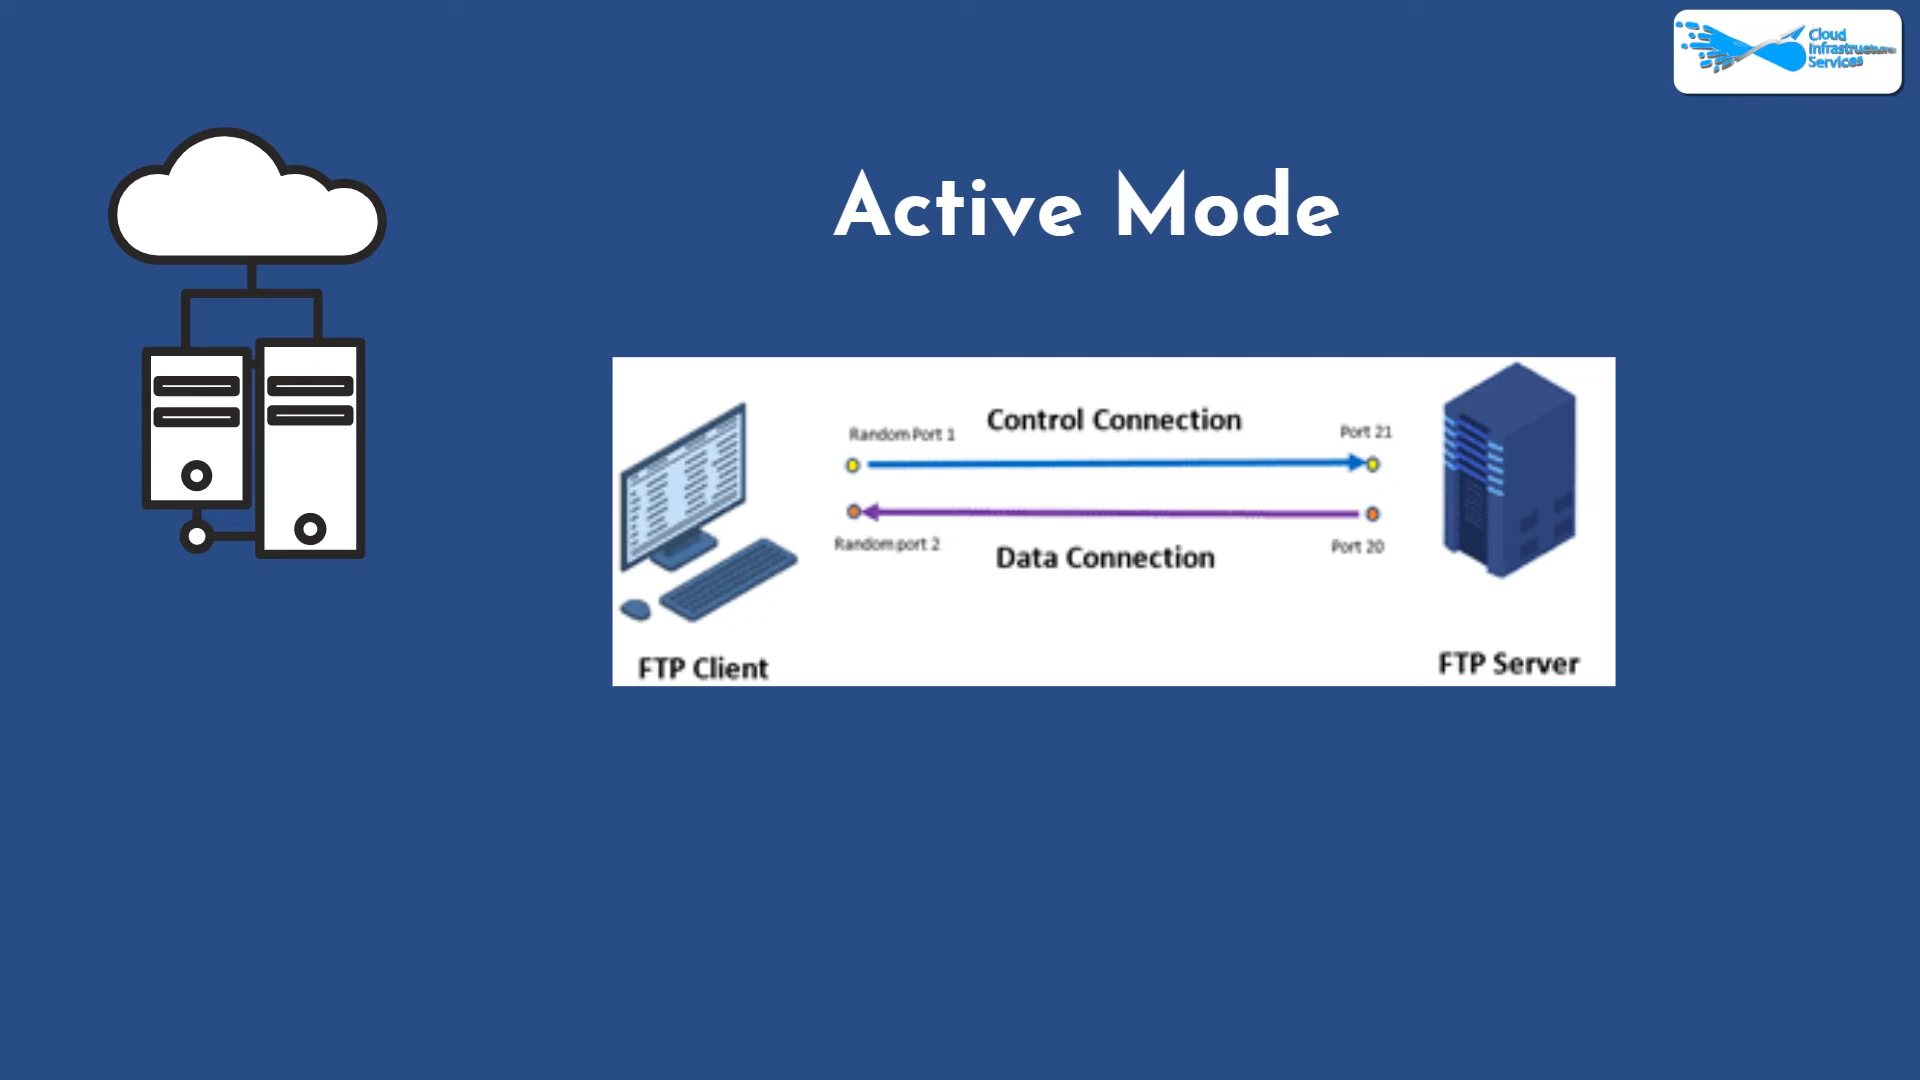 Cloud
Infrastructure
Services
Active Mode
Control Connection
Random Port 1
Port 21
Random port 2
Port 20
Data Connection
FTP Client
FTP Server